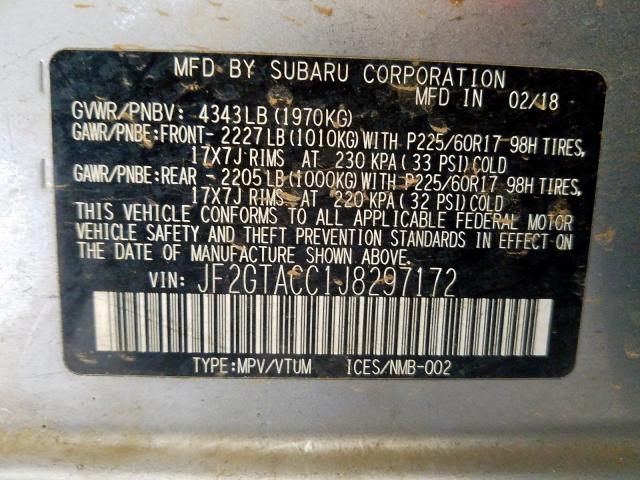 MFD BY SUBARU CORPORATION
MFD IN 02/18
GVWR/PNBV: 4343LB(1970KG)
GAWR/PNBE:FRONT- 2227LB(1010KG)WITH P225/60R17 98H TIRES,
17X7J RIMS AT 230 KPA(33 PSI)COLD
GAWR/PNBE:REAR - 2205LB(1000KG)WITH P225/60R17 98H TIRES,
17X7J RIMS AT 220 KPA(32 PSI)COLD
THIS VEHICLE CONFORMS TO ALL APPLICABLE FEDERAL MOTOR
VEHICLE SAFETY AND THEFT PREVENTION STANDARDS IN EFFECT ON
THE DATE OF MANUFACTURE SHOWN ABOVE.
VIN: JF2GTACC1J8297172
TYPE:MPV/VTUM ICES/NMB-002